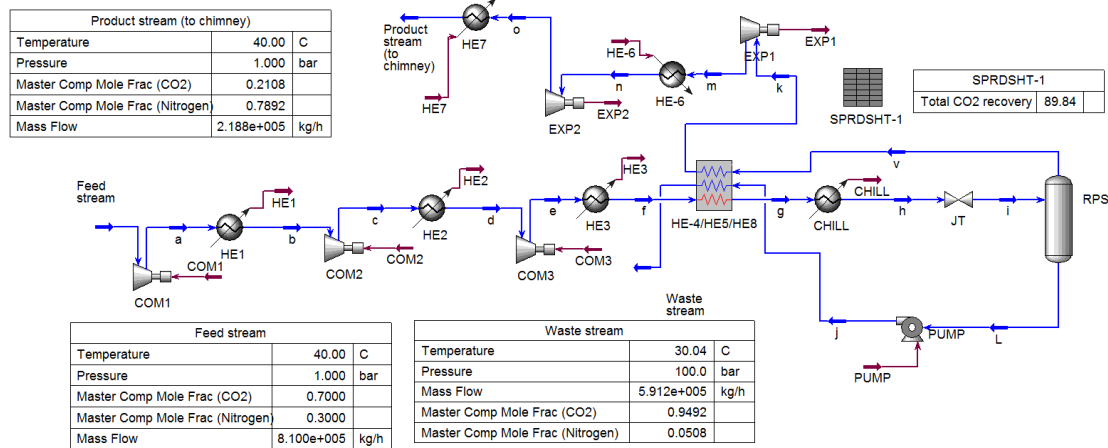 Product stream (to chimney)
Temperature 40.00 C
Pressure 1.000 bar
Master Comp Mole Frac (CO2) 0.2108
Master Comp Mole Frac (Nitrogen) 0.7892
Mass Flow 2.188e+005 kg/h
Product
stream
(to
chimney)
HE7
HE7
o
EXP2
EXP2
n
HE-6
HE-6
m
EXP1
EXP1
k
SPRDSHT-1
SPRDSHT-1
Total CO2 recovery 89.84
Feed
stream
a
COM1
COM1
HE1
HE1
b
c
COM2
COM2
HE2
HE2
d
e
COM3
COM3
HE3
HE3
f
HE-4/HE5/HE8
g
CHILL
CHILL
h
JT
i
v
RPS
L
PUMP
PUMP
j
Waste
stream
Feed stream
Temperature 40.00 C
Pressure 1.000 bar
Master Comp Mole Frac (CO2) 0.7000
Master Comp Mole Frac (Nitrogen) 0.3000
Mass Flow 8.100e+005 kg/h
Waste stream
Temperature 30.04 C
Pressure 100.0 bar
Mass Flow 5.912e+005 kg/h
Master Comp Mole Frac (CO2) 0.9492
Master Comp Mole Frac (Nitrogen) 0.0508